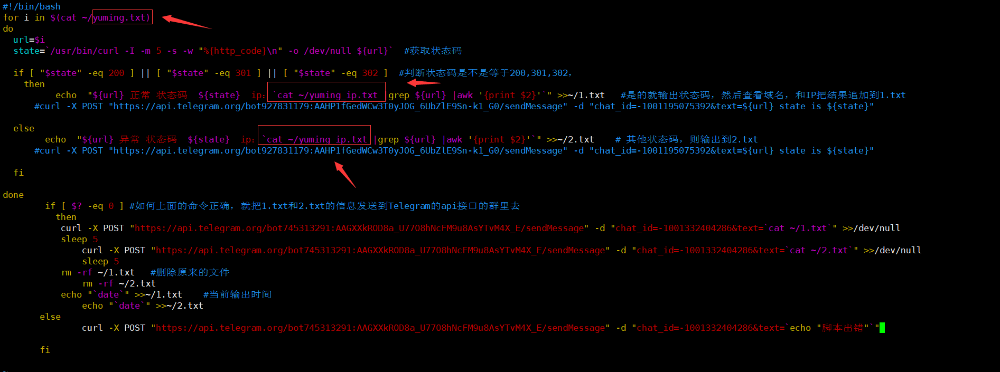 #!/bin/bash
for i in $(cat ~/yuming.txt)
do
  url=$i
  state=`/usr/bin/curl -I -m 5 -s -w "%{http_code}\n" -o /dev/null ${url}`  #获取状态码
  if [ "$state" -eq 200 ] || [ "$state" -eq 301 ] || [ "$state" -eq 302 ]  #判断状态码是不是等于200,301,302,
    then
          echo  "${url} 正常 状态码  ${state}  ip: `cat ~/yuming_ip.txt |grep ${url} |awk '{print $2}'`" >>~/1.txt   #是的就输出状态码，然后查看域名，和IP把结果追加到1.txt
      #curl -X POST "https://api.telegram.org/bot927831179:AAHP1fGedWCw3T0yJOG_6UbZlE9Sn-k1_G0/sendMessage" -d "chat_id=-1001195075392&text=${url} state is ${state}"
  else
        echo  "${url} 异常 状态码  ${state}  ip: `cat ~/yuming_ip.txt |grep ${url} |awk '{print $2}'`" >>~/2.txt    # 其他状态码，则输出到2.txt
      #curl -X POST "https://api.telegram.org/bot927831179:AAHP1fGedWCw3T0yJOG_6UbZlE9Sn-k1_G0/sendMessage" -d "chat_id=-1001195075392&text=${url} state is ${state}"
  fi
done
        if [ $? -eq 0 ] #如何上面的命令正确，就把1.txt和2.txt的信息发送到Telegram的api接口的群里去
          then
           curl -X POST "https://api.telegram.org/bot745313291:AAGXXkROD8a_U77O8hNcFM9u8AsYTvM4X_E/sendMessage" -d "chat_id=-1001332404286&text=`cat ~/1.txt`" >>/dev/null
           sleep 5
               curl -X POST "https://api.telegram.org/bot745313291:AAGXXkROD8a_U77O8hNcFM9u8AsYTvM4X_E/sendMessage" -d "chat_id=-1001332404286&text=`cat ~/2.txt`" >>/dev/null
               sleep 5
           rm -rf ~/1.txt   #删除原来的文件
               rm -rf ~/2.txt
           echo "`date`" >>~/1.txt    #当前输出时间
               echo "`date`" >>~/2.txt
       else
               curl -X POST "https://api.telegram.org/bot745313291:AAGXXkROD8a_U77O8hNcFM9u8AsYTvM4X_E/sendMessage" -d "chat_id=-1001332404286&text=`echo "脚本出错"`"
       fi